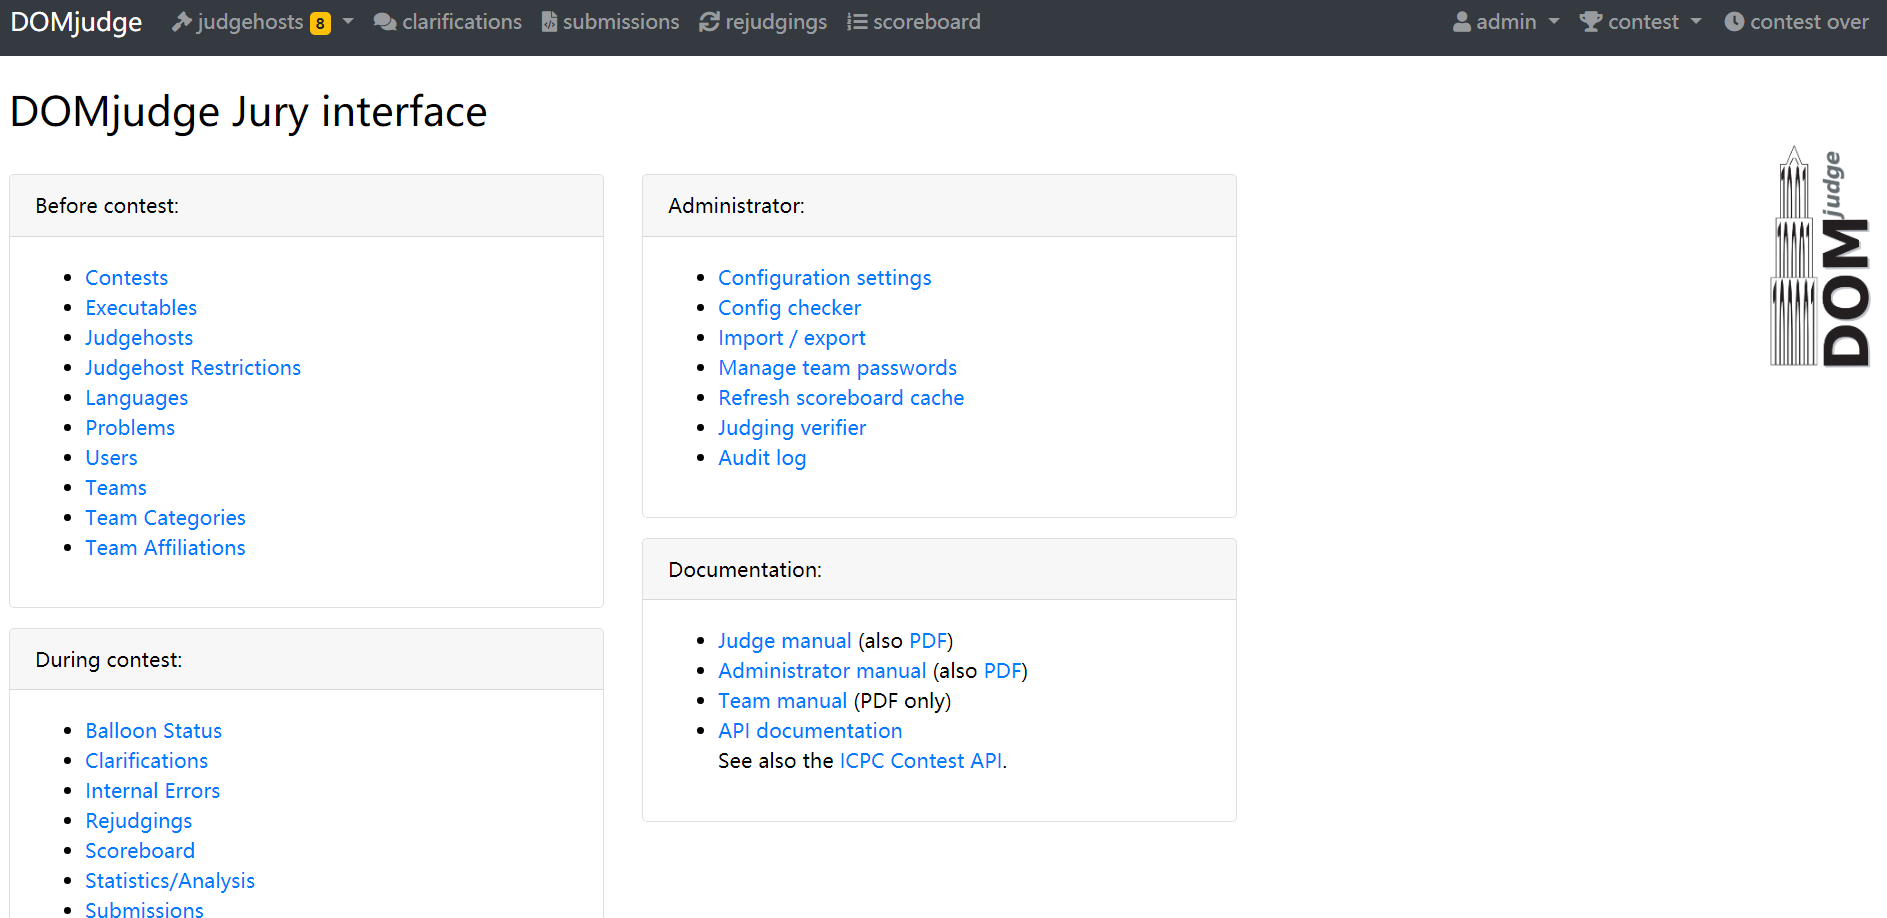 DOMjudge judgehosts 8 clarifications submissions rejudgings scoreboard admin contest contest over
DOMjudge Jury interface
Before contest:
Contests
Executables
Judgehosts
Judgehost Restrictions
Languages
Problems
Users
Teams
Team Categories
Team Affiliations
During contest:
Balloon Status
Clarifications
Internal Errors
Rejudgings
Scoreboard
Statistics/Analysis
Submissions
Administrator:
Configuration settings
Config checker
Import / export
Manage team passwords
Refresh scoreboard cache
Judging verifier
Audit log
Documentation:
Judge manual (also PDF)
Administrator manual (also PDF)
Team manual (PDF only)
API documentation
See also the ICPC Contest API.
DOMjudge